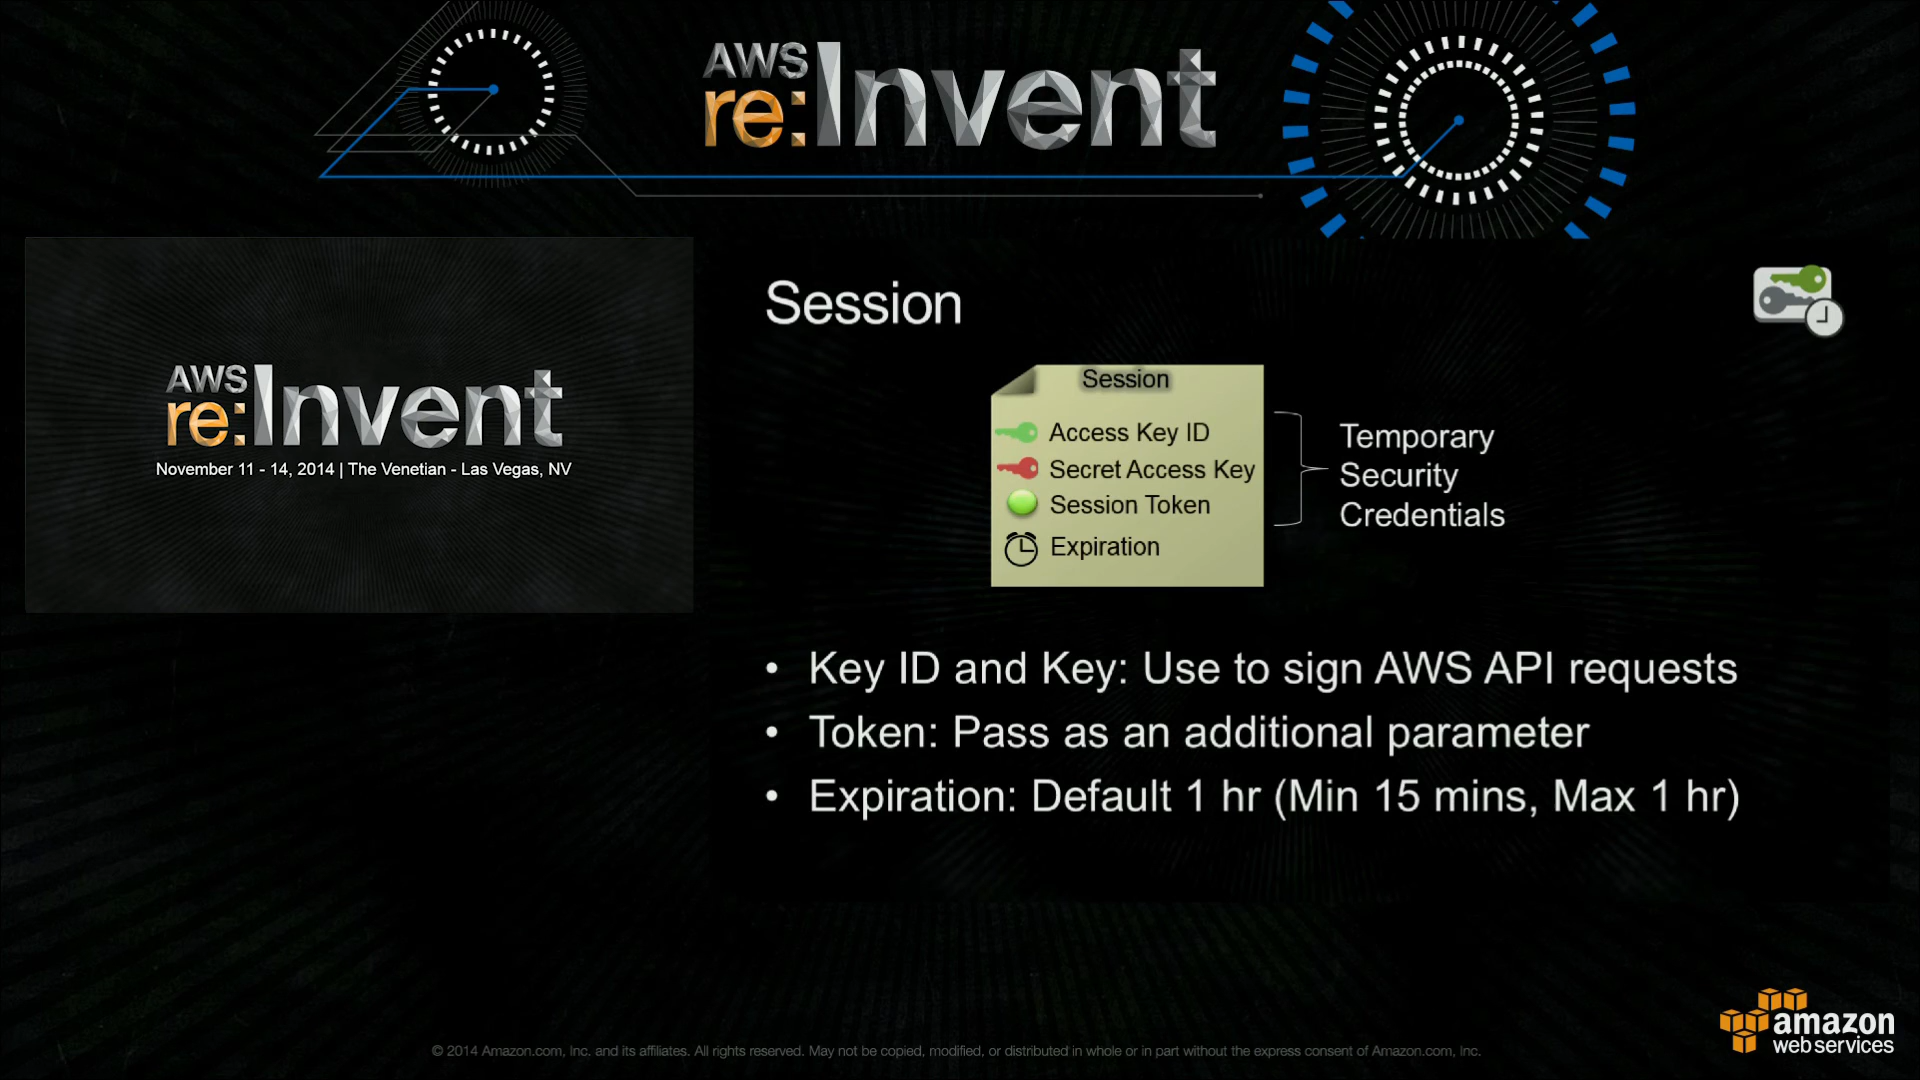 AWS
re:Invent
AWS
re:Invent
November 11 - 14, 2014 | The Venetian - Las Vegas, NV
Session
Session
Access Key ID
Secret Access Key
Session Token
Expiration
Temporary
Security
Credentials
• Key ID and Key: Use to sign AWS API requests
• Token: Pass as an additional parameter
• Expiration: Default 1 hr (Min 15 mins, Max 1 hr)
© 2014 Amazon.com, Inc. and its affiliates. All rights reserved. May not be copied, modified, or distributed in whole or in part without the express consent of Amazon.com, Inc.
amazon
web services